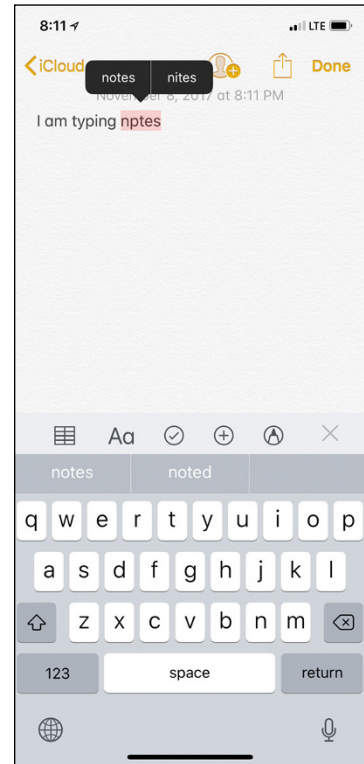 8:11 LTE
iCloud Done
notes nites
November 8, 2017 at 8:11 PM
I am typing nptes
Aa
notes noted
q w e r t y u i o p
a s d f g h j k l
z x c v b n m
123 space return